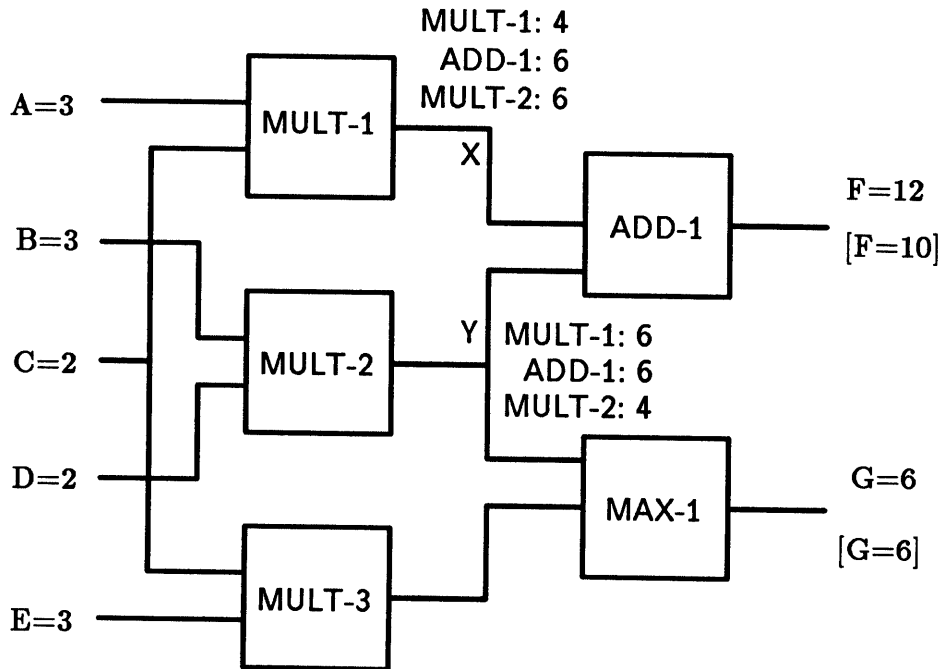 MULT-1: 4
ADD-1: 6
MULT-2: 6
A=3
MULT-1
X
B=3
ADD-1
F=12
[F=10]
C=2
MULT-2
Y
MULT-1: 6
ADD-1: 6
MULT-2: 4
D=2
MAX-1
G=6
[G=6]
E=3
MULT-3